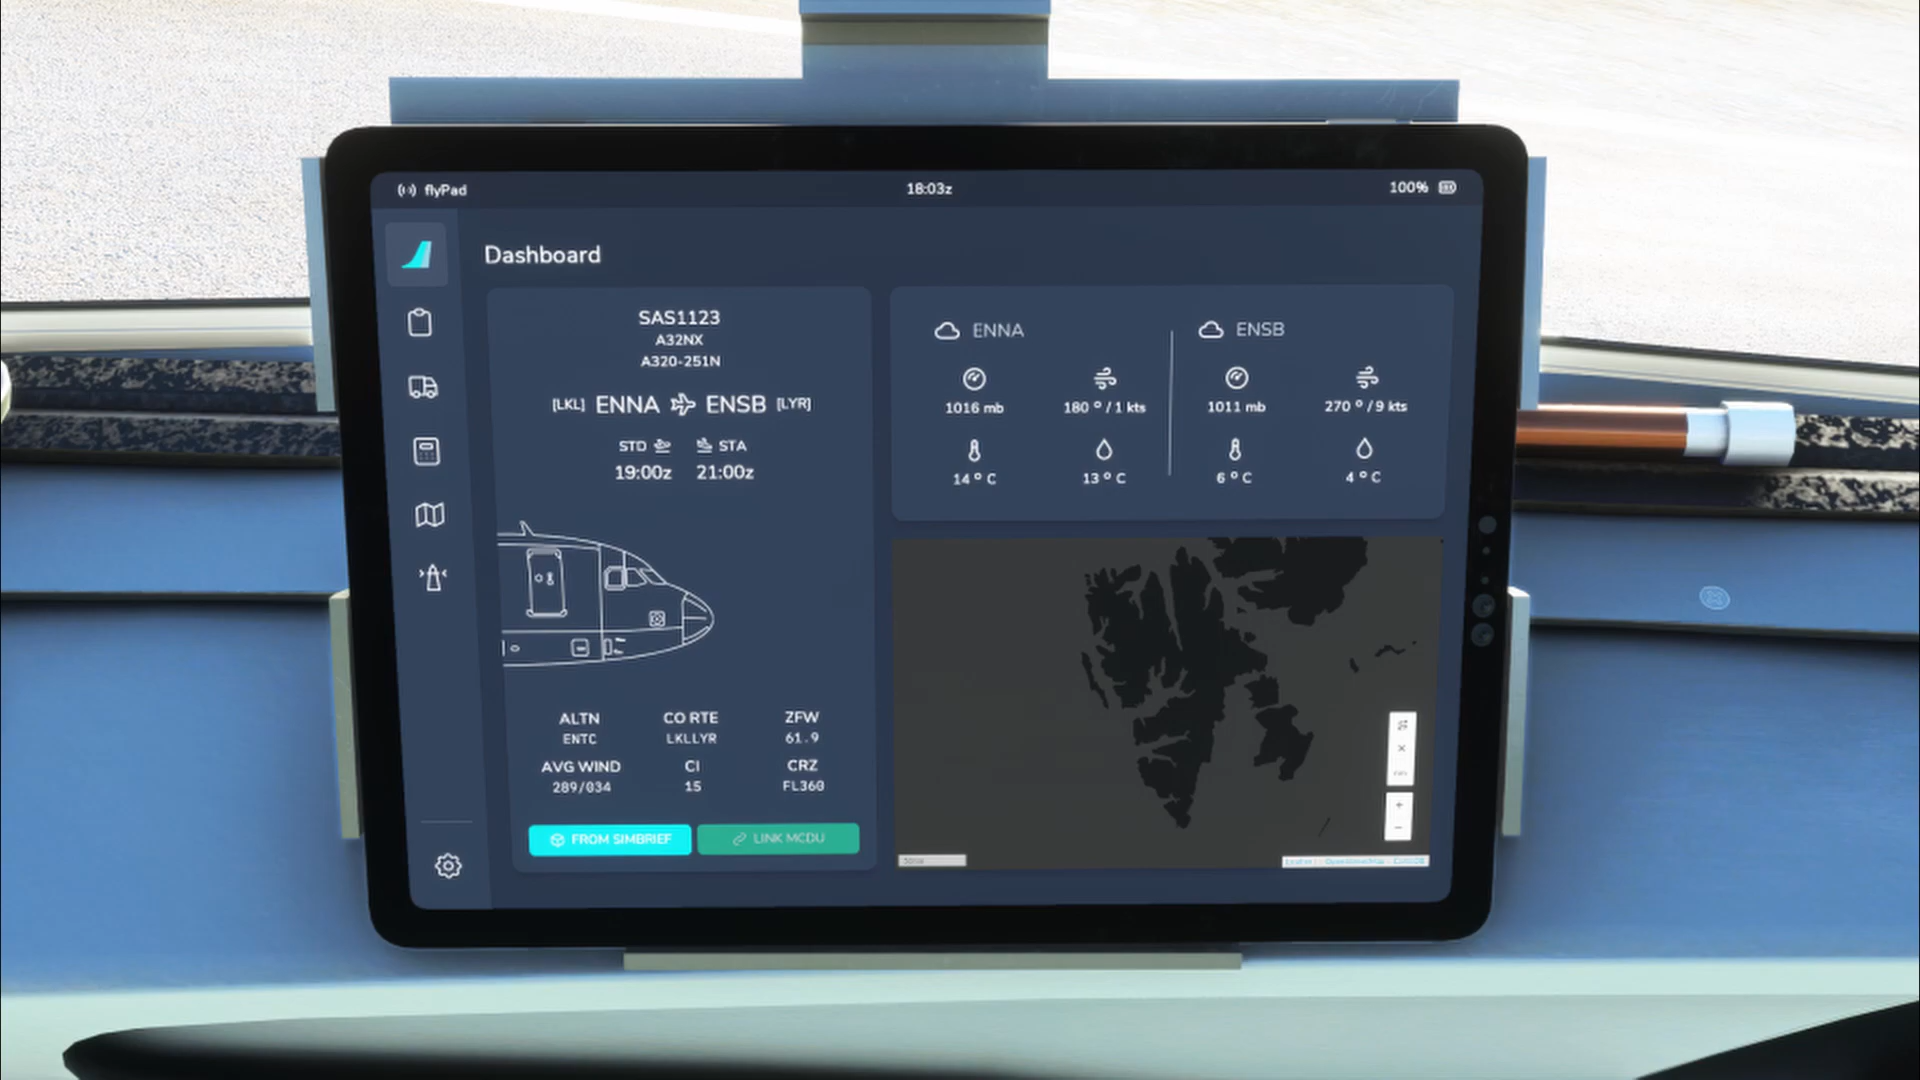 flyPad
18:03z
100%
Dashboard
SAS1123
A32NX
A320-251N
[LKL] ENNA ENSB [LYR]
STD STA
19:00z 21:00z
ALTN CO RTE ZFW
ENTC LKLLYR 61.9
AVG WIND CI CRZ
289/034 15 FL360
FROM SIMBRIEF LINK MCDU
ENNA
1016 mb 180 ° / 1 kts
14 ° C 13 ° C
ENSB
1011 mb 270 ° / 9 kts
6 ° C 4 ° C
+
−